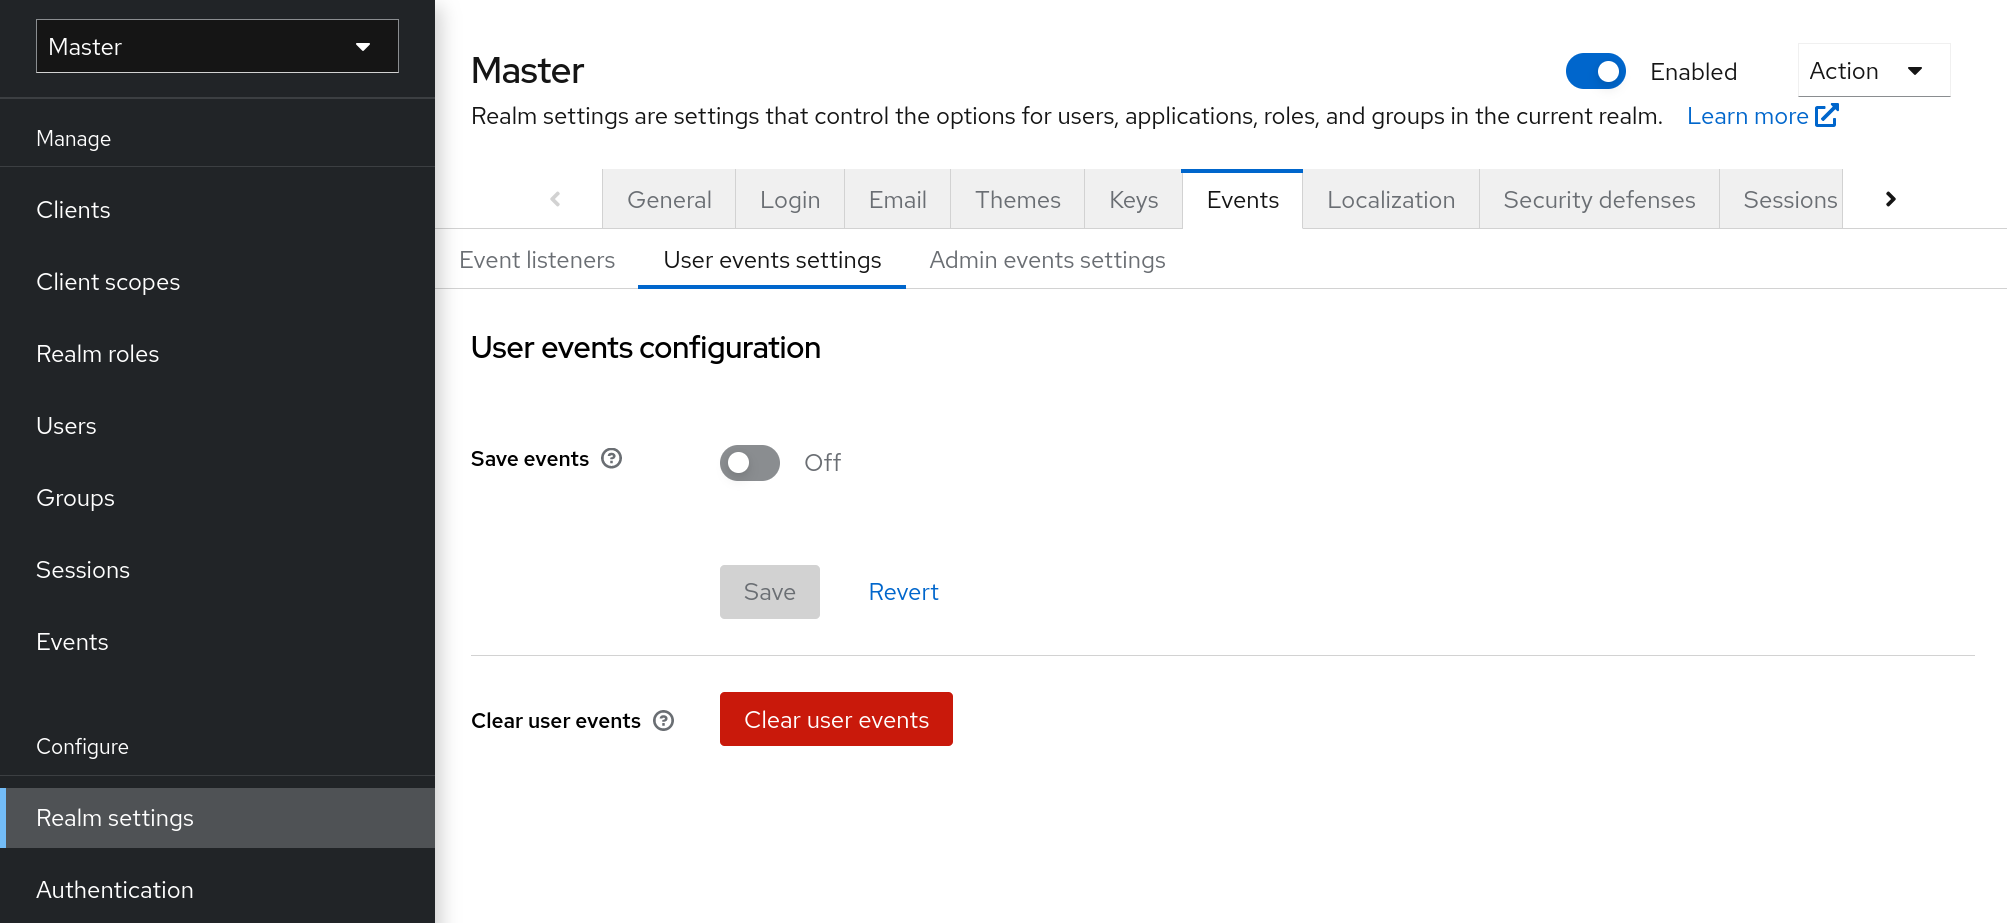 Master
Manage
Clients
Client scopes
Realm roles
Users
Groups
Sessions
Events
Configure
Realm settings
Authentication
Master
Enabled
Action
Realm settings are settings that control the options for users, applications, roles, and groups in the current realm. Learn more
General Login Email Themes Keys Events Localization Security defenses Sessions
Event listeners User events settings Admin events settings
User events configuration
Save events ? Off
Save Revert
Clear user events ? Clear user events